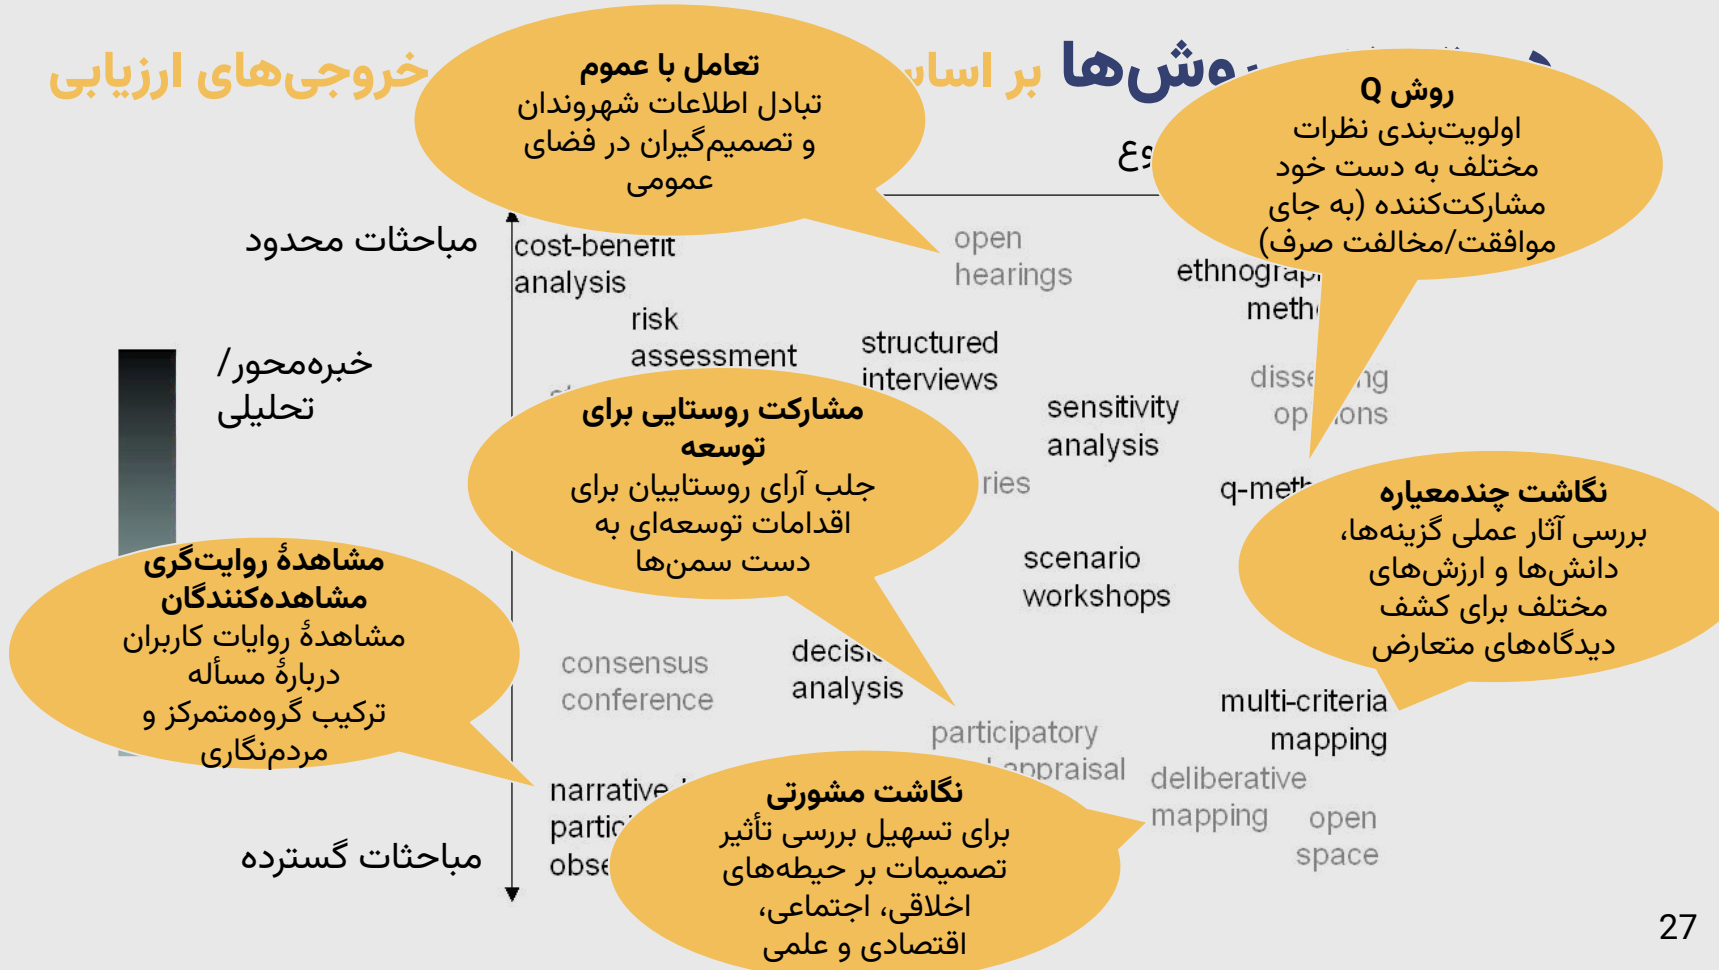 روش‌ها بر اساس
خروجی‌های ارزیابی
تعامل با عموم
تبادل اطلاعات شهروندان
و تصمیم‌گیران در فضای
عمومی
روش Q
اولویت‌بندی نظرات
مختلف به دست خود
مشارکت‌کننده (به جای
موافقت/مخالفت صرف)
مباحثات محدود
cost-benefit
analysis
open
hearings
risk
assessment
structured
interviews
خبره‌محور/
تحلیلی
مشارکت روستایی برای
توسعه
جلب آرای روستاییان برای
اقدامات توسعه‌ای به
دست سمن‌ها
sensitivity
analysis
نگاشت چندمعیاره
بررسی آثار عملی گزینه‌ها،
دانش‌ها و ارزش‌های
مختلف برای کشف
دیدگاه‌های متعارض
scenario
workshops
مشاهدهٔ روایت‌گری
مشاهده‌کنندگان
مشاهدهٔ روایات کاربران
دربارهٔ مسأله
ترکیب گروه‌متمرکز و
مردم‌نگاری
consensus
conference
analysis
multi-criteria
mapping
participatory
appraisal
deliberative
mapping
open
space
narrative
نگاشت مشورتی
برای تسهیل بررسی تأثیر
تصمیمات بر حیطه‌های
اخلاقی، اجتماعی،
اقتصادی و علمی
مباحثات گسترده
27